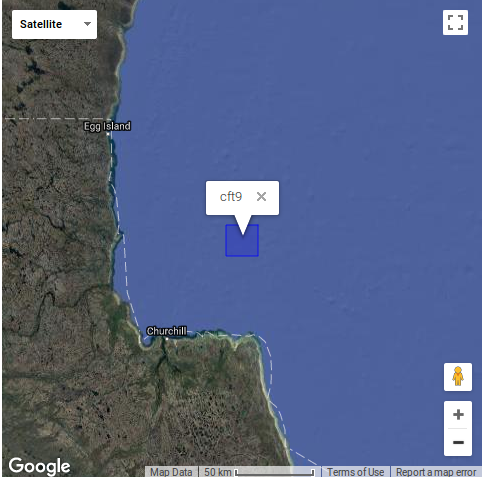 Satellite
Egg Island
cft9
Churchill
Google
Map Data
50 km
Terms of Use
Report a map error